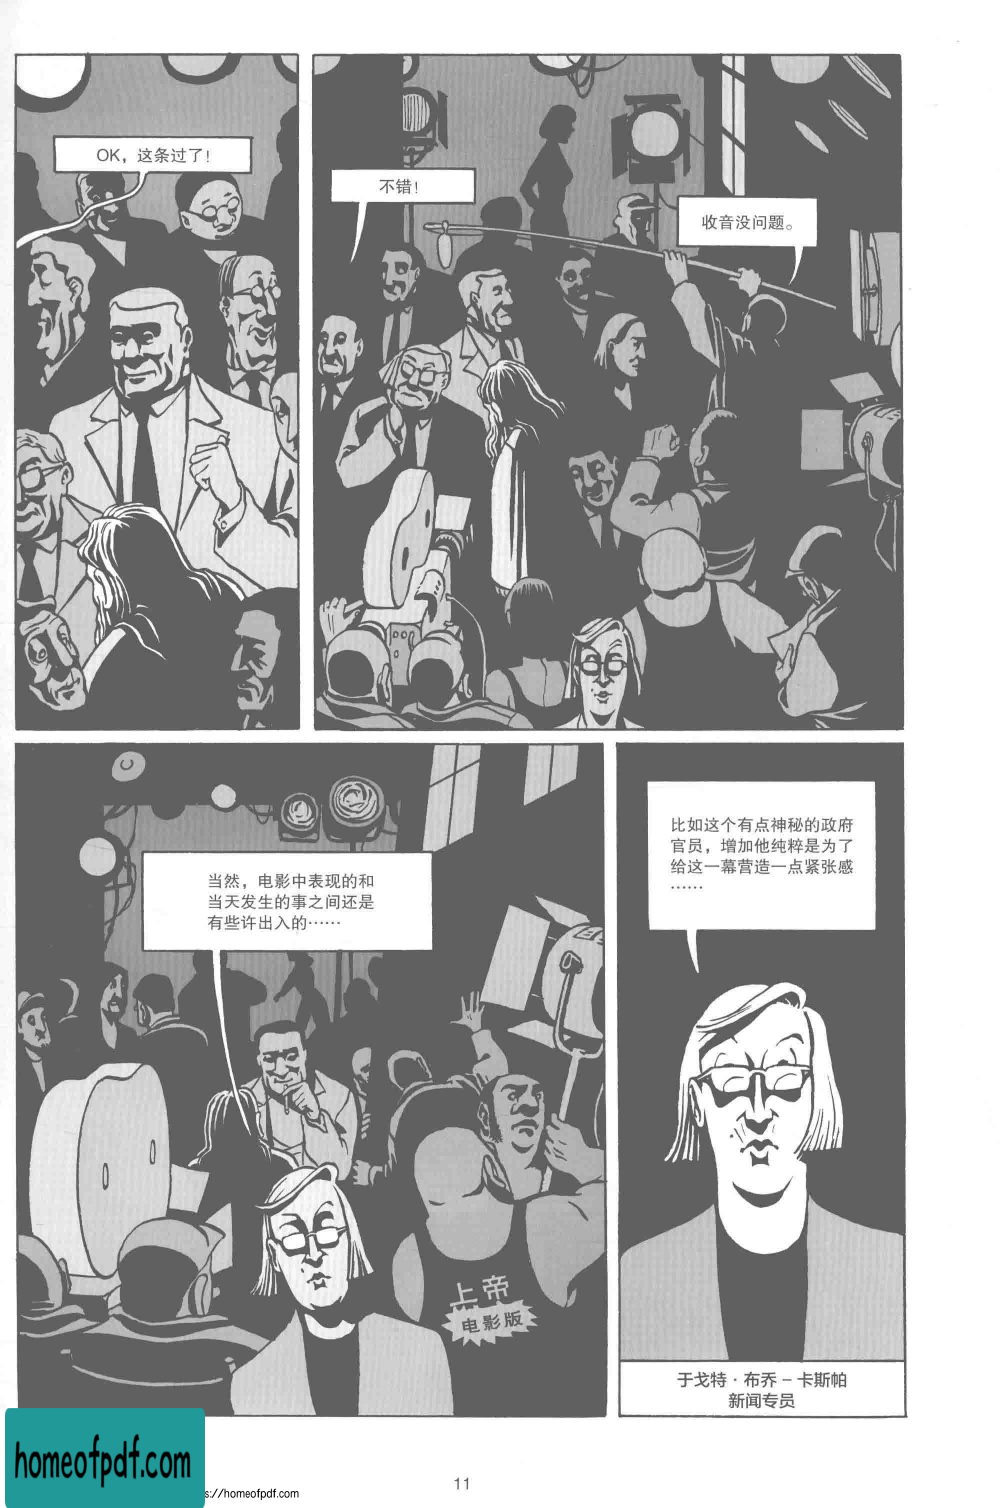 OK，这条过了！
不错！
收音没问题。
当然，电影中表现的和
当天发生的事之间还是
有些许出入的……
上帝
电影版
比如这个有点神秘的政府
官员，增加他纯粹是为了
给这一幕营造一点紧张感
……
于戈特·布乔－卡斯帕
新闻专员
homeofpdf.com
s://homeofpdf.com
11